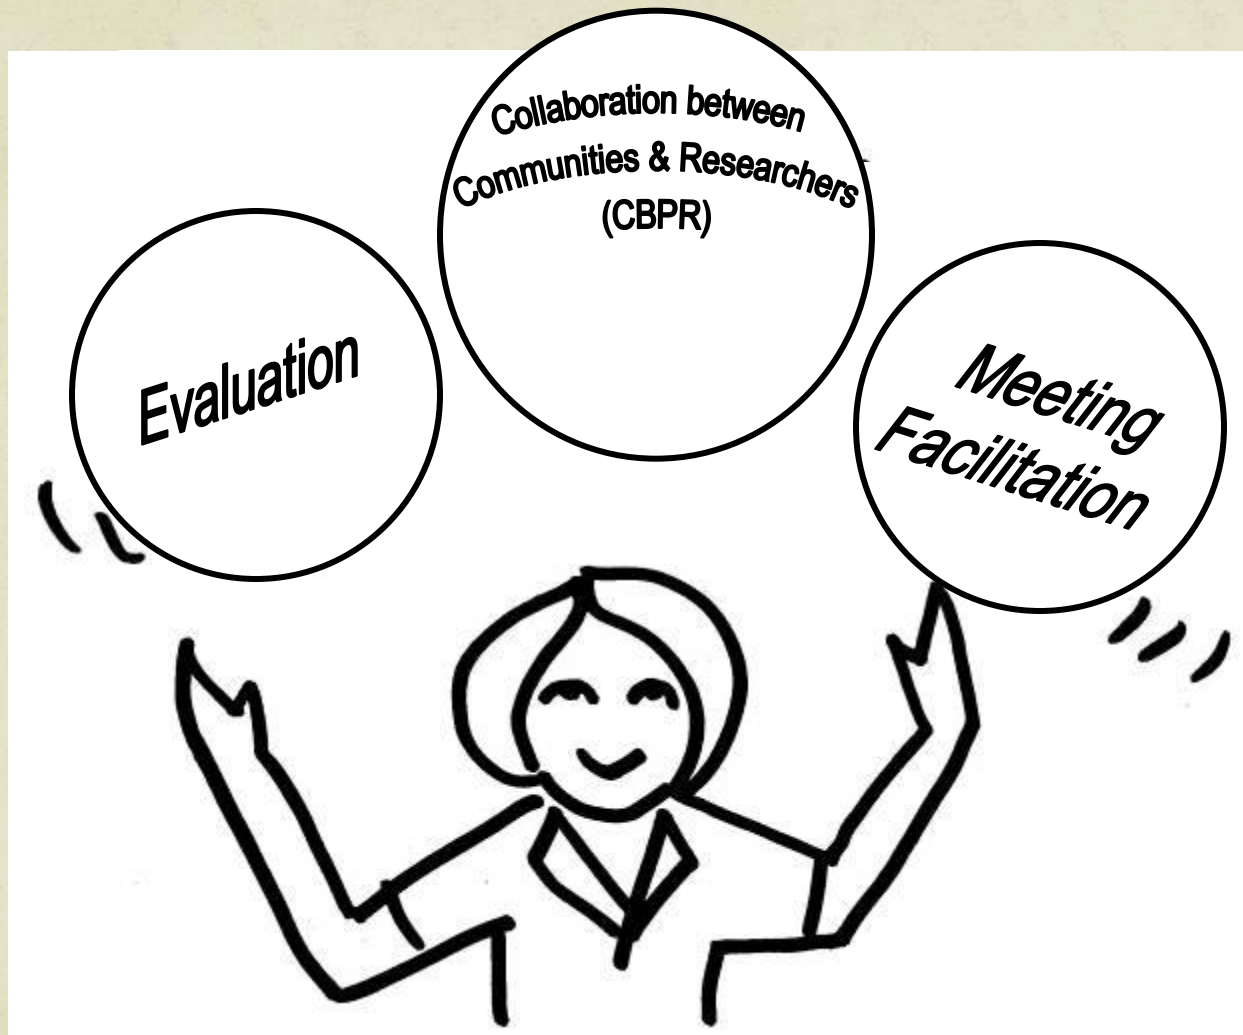 Collaboration between
Communities & Researchers
(CBPR)
Evaluation
Meeting
Facilitation